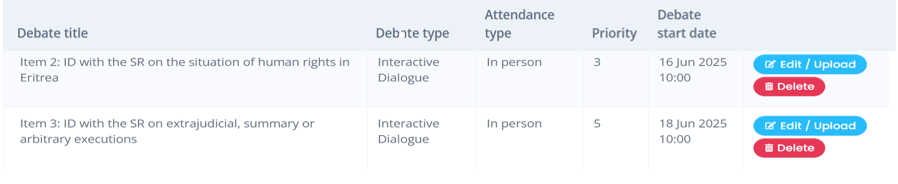 Debate title
Debate type
Attendance
type
Priority
Debate
start date
Item 2: ID with the SR on the situation of human rights in
Eritrea
Interactive
Dialogue
In person
3
16 Jun 2025
10:00
Edit / Upload
Delete
Item 3: ID with the SR on extrajudicial, summary or
arbitrary executions
Interactive
Dialogue
In person
5
18 Jun 2025
10:00
Edit / Upload
Delete